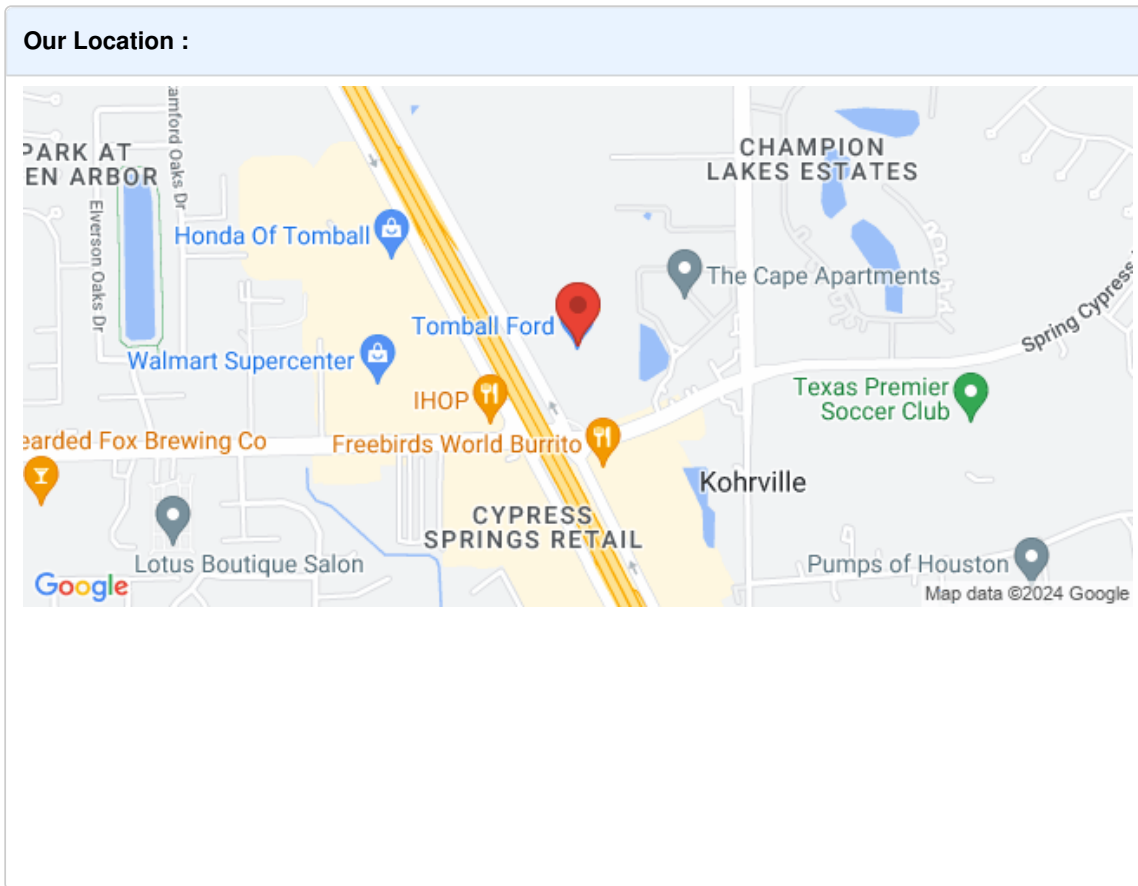 Our Location :
PARK AT
EN ARBOR
amford Oaks Dr
Elverson Oaks Dr
Honda Of Tomball
CHAMPION
LAKES ESTATES
The Cape Apartments
Tomball Ford
Spring Cypress
Walmart Supercenter
IHOP
Texas Premier
Soccer Club
earded Fox Brewing Co
Freebirds World Burrito
Kohrville
CYPRESS
SPRINGS RETAIL
Lotus Boutique Salon
Pumps of Houston
Google
Map data ©2024 Google